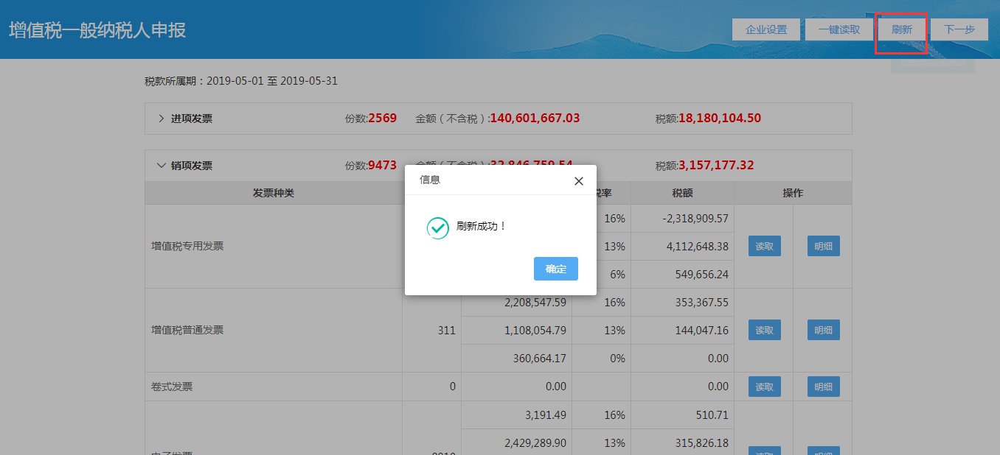 增值税一般纳税人申报
企业设置 一键读取 刷新 下一步
税款所属期：2019-05-01 至 2019-05-31
进项发票 份数:2569 金额（不含税）:140,601,667.03 税额:18,180,104.50
销项发票 份数:9473 金额（不含税）:32,846,759.54 税额:3,157,177.32
发票种类 税率 税额 操作
信息
刷新成功！
确定
16% -2,318,909.57
增值税专用发票 13% 4,112,648.38 读取 明细
6% 549,656.24
2,208,547.59 16% 353,367.55
增值税普通发票 311 1,108,054.79 13% 144,047.16 读取 明细
360,664.17 0% 0.00
卷式发票 0 0.00 0.00 读取 明细
3,191.49 16% 510.71
2,429,289.90 13% 315,826.18
电子发票 读取 明细